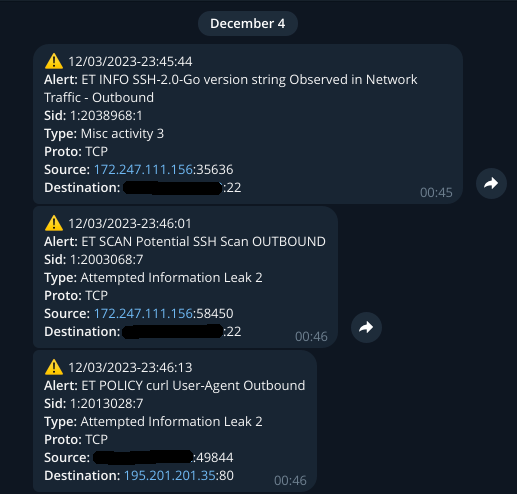 December 4
12/03/2023-23:45:44
Alert: ET INFO SSH-2.0-Go version string Observed in Network
Traffic - Outbound
Sid: 1:2038968:1
Type: Misc activity 3
Proto: TCP
Source: 172.247.111.156:35636
Destination: :22
00:45
12/03/2023-23:46:01
Alert: ET SCAN Potential SSH Scan OUTBOUND
Sid: 1:2003068:7
Type: Attempted Information Leak 2
Proto: TCP
Source: 172.247.111.156:58450
Destination: :22
00:46
12/03/2023-23:46:13
Alert: ET POLICY curl User-Agent Outbound
Sid: 1:2013028:7
Type: Attempted Information Leak 2
Proto: TCP
Source: :49844
Destination: 195.201.201.35:80
00:46